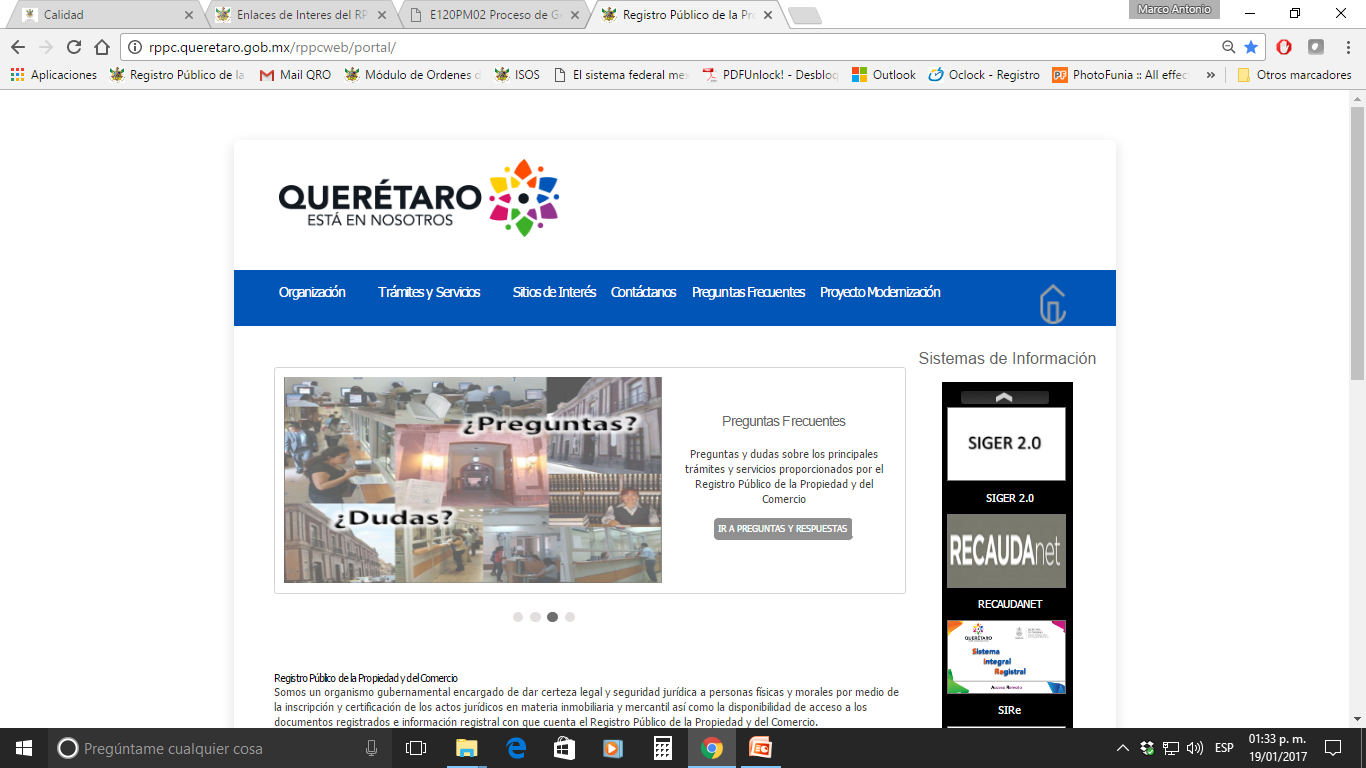 Calidad
Enlaces de Interes del RP
E120PM02 Proceso de Ge
Registro Público de la Pro
Marco Antonio
rppc.queretaro.gob.mx/rppcweb/portal/
Aplicaciones
Registro Público de la
Mail QRO
Módulo de Ordenes d
ISOS
El sistema federal me
PDFUnlock! - Desbloq
Outlook
Oclock - Registro
PhotoFunia :: All effec
»
Otros marcadores
QUERÉTARO
ESTÁ EN NOSOTROS
Organización
Trámites y Servicios
Sitios de Interés
Contáctanos
Preguntas Frecuentes
Proyecto Modernización
¿Preguntas?
¿Dudas?
Preguntas Frecuentes
Preguntas y dudas sobre los principales
trámites y servicios proporcionados por el
Registro Público de la Propiedad y del
Comercio
IR A PREGUNTAS Y RESPUESTAS
Sistemas de Información
SIGER 2.0
SIGER 2.0
RECAUDAnet
RECAUDANET
QUERÉTARO
Sistema
Integral
Registral
Acceso Remoto
SIRe
Registro Público de la Propiedad y del Comercio
Somos un organismo gubernamental encargado de dar certeza legal y seguridad jurídica a personas físicas y morales por medio de
la inscripción y certificación de los actos jurídicos en materia inmobiliaria y mercantil así como la disponibilidad de acceso a los
documentos registrados e información registral con que cuenta el Registro Público de la Propiedad y del Comercio.
Pregúntame cualquier cosa
ESP
01:33 p. m.
19/01/2017